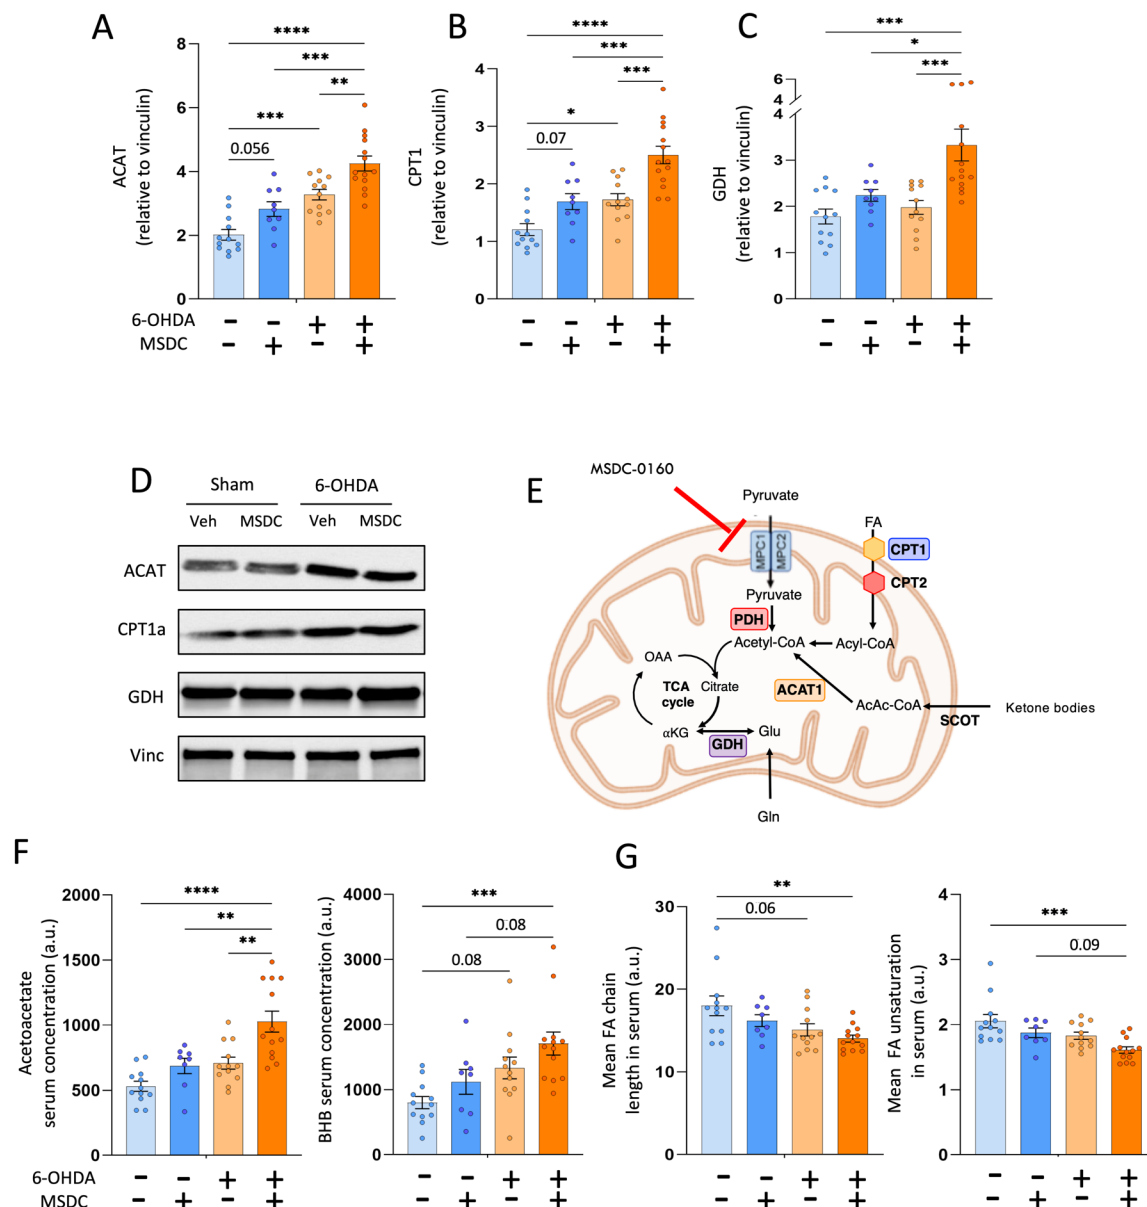 A
ACAT
(relative to vinculin)
8
6
4
2
0
****
***
**
***
0.056
6-OHDA - - + +
MSDC - + - +
B
CPT1
(relative to vinculin)
4
3
2
1
0
****
***
***
*
0.07
- - + +
- + - +
C
GDH
(relative to vinculin)
6
4
4
3
2
1
0
***
*
***
- - + +
- + - +
D
Sham 6-OHDA
Veh MSDC Veh MSDC
ACAT
CPT1a
GDH
Vinc
E
MSDC-0160
Pyruvate
MPC1
MPC2
FA
CPT1
CPT2
Pyruvate
PDH
Acetyl-CoA
Acyl-CoA
OAA
TCA
cycle
Citrate
ACAT1
AcAc-CoA
SCOT
Ketone bodies
αKG
GDH
Glu
Gln
F
Acetoacetate
serum concentration (a.u.)
2000
1500
1000
500
0
****
**
**
6-OHDA - - + +
MSDC - + - +
BHB serum concentration (a.u.)
4000
3000
2000
1000
0
***
0.08
0.08
- - + +
- + - +
G
Mean FA chain
length in serum (a.u.)
30
20
10
0
**
0.06
- - + +
- + - +
Mean FA unsaturation
in serum (a.u.)
4
3
2
1
0
***
0.09
- - + +
- + - +